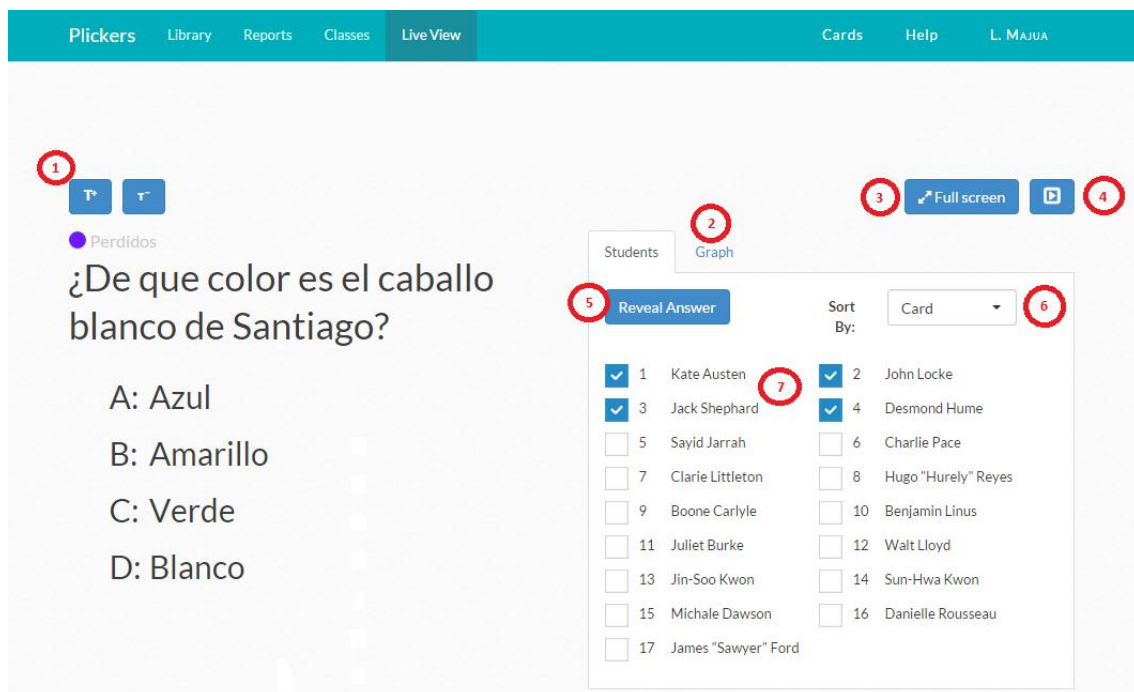 Plickers Library Reports Classes Live View Cards Help L. Majua
1
T+ T-
3 Full screen 4
Perdidos
2
Students Graph
¿De que color es el caballo
blanco de Santiago?
5 Reveal Answer Sort By: Card 6
A: Azul
B: Amarillo
C: Verde
D: Blanco
1 Kate Austen 7 2 John Locke
3 Jack Shephard 4 Desmond Hume
5 Sayid Jarrah 6 Charlie Pace
7 Clarie Littleton 8 Hugo "Hurely" Reyes
9 Boone Carlyle 10 Benjamin Linus
11 Juliet Burke 12 Walt Lloyd
13 Jin-Soo Kwon 14 Sun-Hwa Kwon
15 Michale Dawson 16 Danielle Rousseau
17 James "Sawyer" Ford